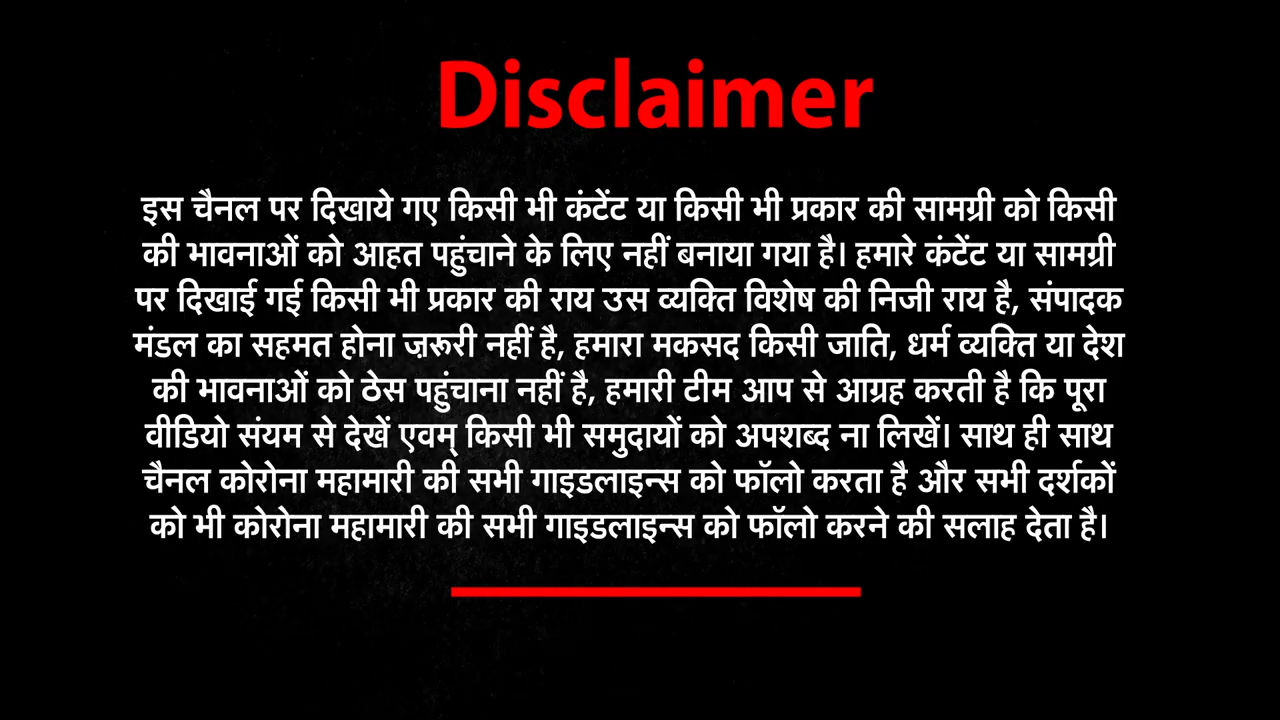 Disclaimer
इस चैनल पर दिखाये गए किसी भी कंटेंट या किसी भी प्रकार की सामग्री को किसी
की भावनाओं को आहत पहुंचाने के लिए नहीं बनाया गया है। हमारे कंटेंट या सामग्री
पर दिखाई गई किसी भी प्रकार की राय उस व्यक्ति विशेष की निजी राय है, संपादक
मंडल का सहमत होना ज़रूरी नहीं है, हमारा मकसद किसी जाति, धर्म व्यक्ति या देश
की भावनाओं को ठेस पहुंचाना नहीं है, हमारी टीम आप से आग्रह करती है कि पूरा
वीडियो संयम से देखें एवम् किसी भी समुदायों को अपशब्द ना लिखें। साथ ही साथ
चैनल कोरोना महामारी की सभी गाइडलाइन्स को फॉलो करता है और सभी दर्शकों
को भी कोरोना महामारी की सभी गाइडलाइन्स को फॉलो करने की सलाह देता है।